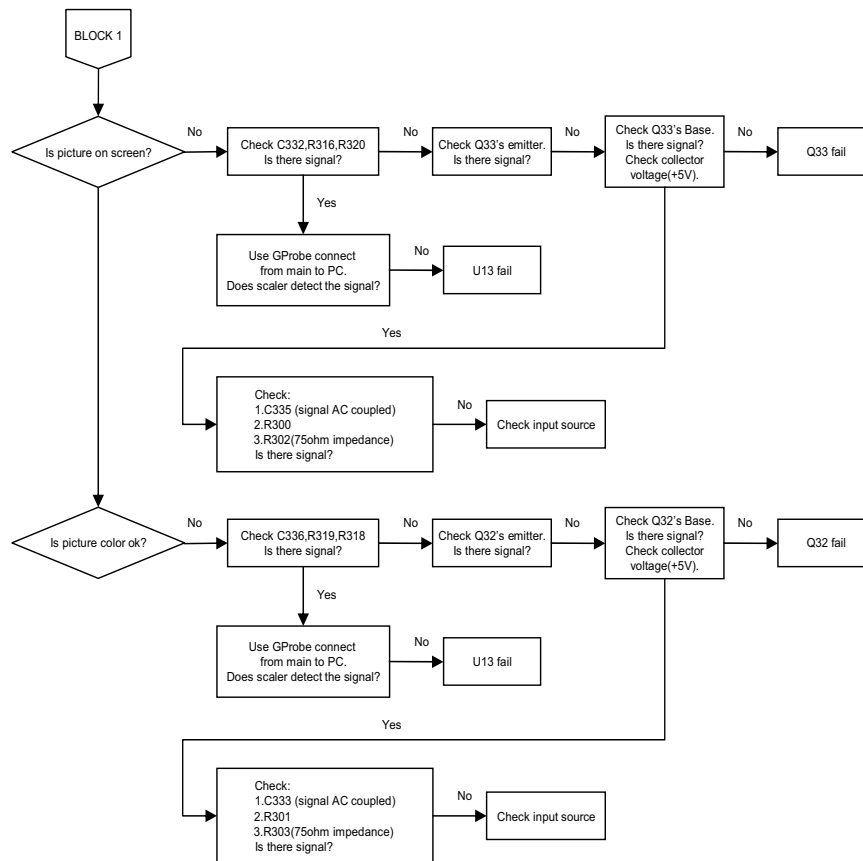 BLOCK 1
Is picture on screen?
No
Check C332,R316,R320
Is there signal?
No
Check Q33's emitter.
Is there signal?
No
Check Q33's Base.
Is there signal?
Check collector
voltage(+5V).
No
Q33 fail
Yes
Use GProbe connect
from main to PC.
Does scaler detect the signal?
No
U13 fail
Yes
Check:
1.C335 (signal AC coupled)
2.R300
3.R302(75ohm impedance)
Is there signal?
No
Check input source
Is picture color ok?
No
Check C336,R319,R318
Is there signal?
No
Check Q32's emitter.
Is there signal?
No
Check Q32's Base.
Is there signal?
Check collector
voltage(+5V).
No
Q32 fail
Yes
Use GProbe connect
from main to PC.
Does scaler detect the signal?
No
U13 fail
Yes
Check:
1.C333 (signal AC coupled)
2.R301
3.R303(75ohm impedance)
Is there signal?
No
Check input source